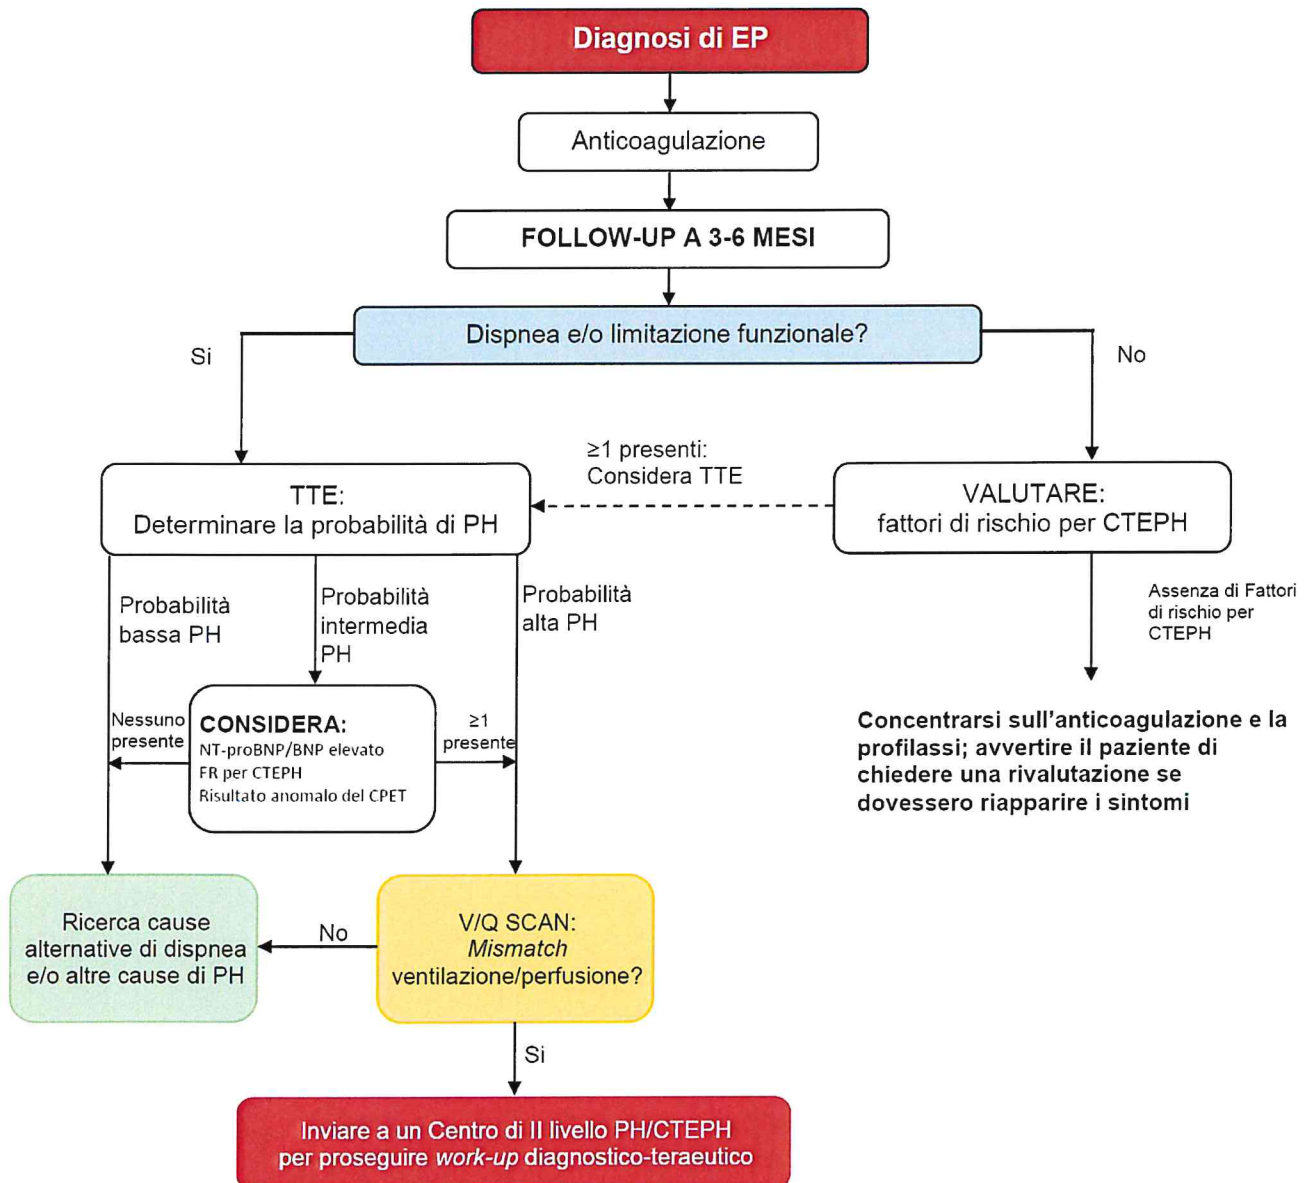 Diagnosi di EP
Anticoagulazione
FOLLOW-UP A 3-6 MESI
Dispnea e/o limitazione funzionale?
Si
No
≥1 presenti:
Considera TTE
TTE:
Determinare la probabilità di PH
VALUTARE:
fattori di rischio per CTEPH
Probabilità
bassa PH
Probabilità
intermedia
PH
Probabilità
alta PH
Assenza di Fattori
di rischio per
CTEPH
Nessuno
presente
CONSIDERA:
NT-proBNP/BNP elevato
FR per CTEPH
Risultato anomalo del CPET
≥1
presente
Concentrarsi sull'anticoagulazione e la
profilassi; avvertire il paziente di
chiedere una rivalutazione se
dovessero riapparire i sintomi
Ricerca cause
alternative di dispnea
e/o altre cause di PH
No
V/Q SCAN:
Mismatch
ventilazione/perfusione?
Si
Inviare a un Centro di II livello PH/CTEPH
per proseguire work-up diagnostico-teraeutico